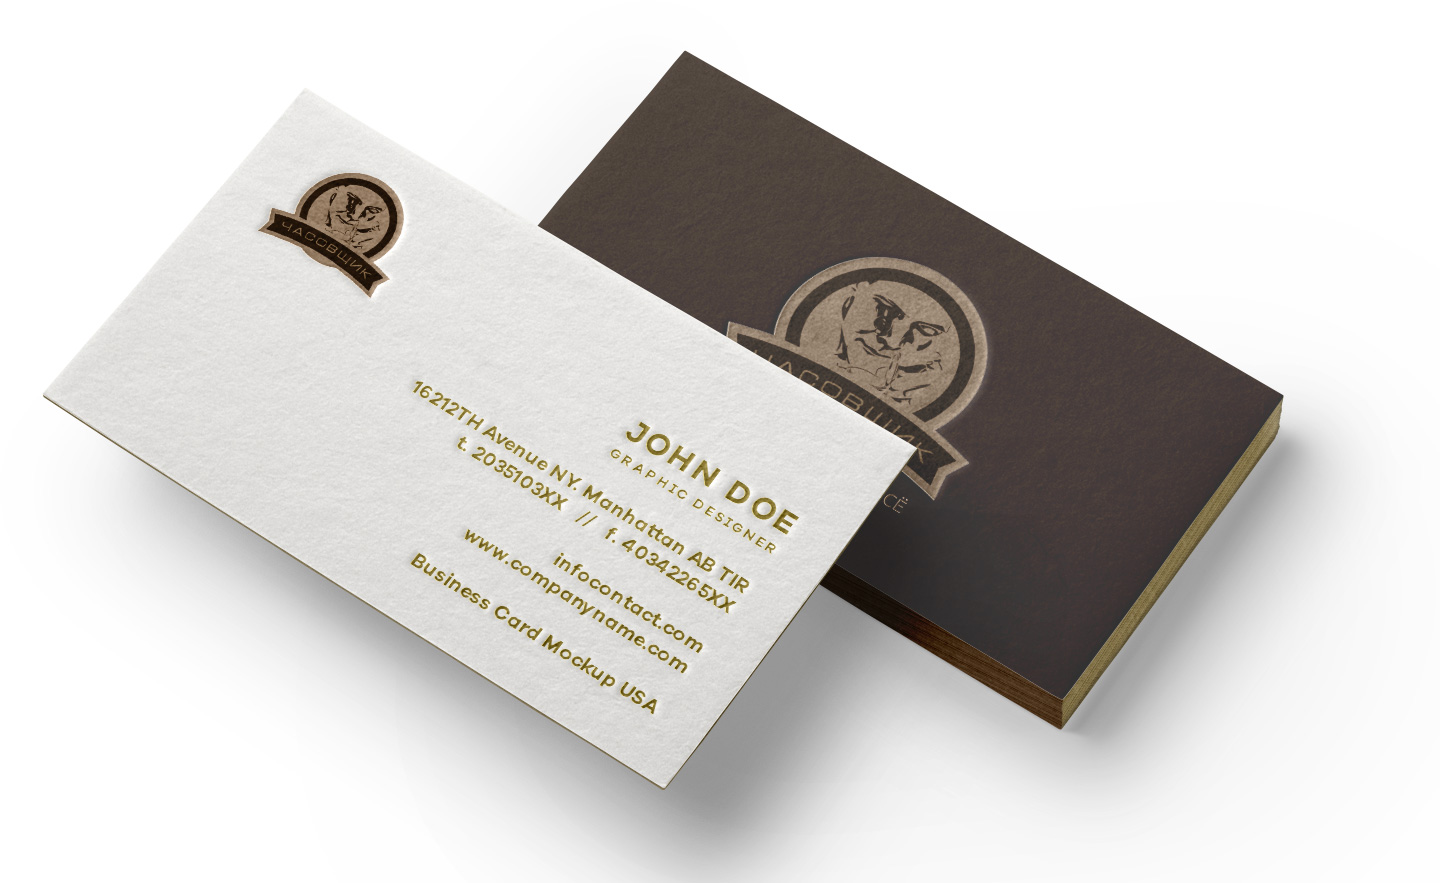 ЧАСОВЩИК
JOHN DOE
GRAPHIC DESIGNER
16212TH Avenue NY. Manhattan AB TIR
t. 2035103XX // f. 40342265XX
infocontact.com
www.companyname.com
Business Card Mockup USA
ЧАСОВЩИК